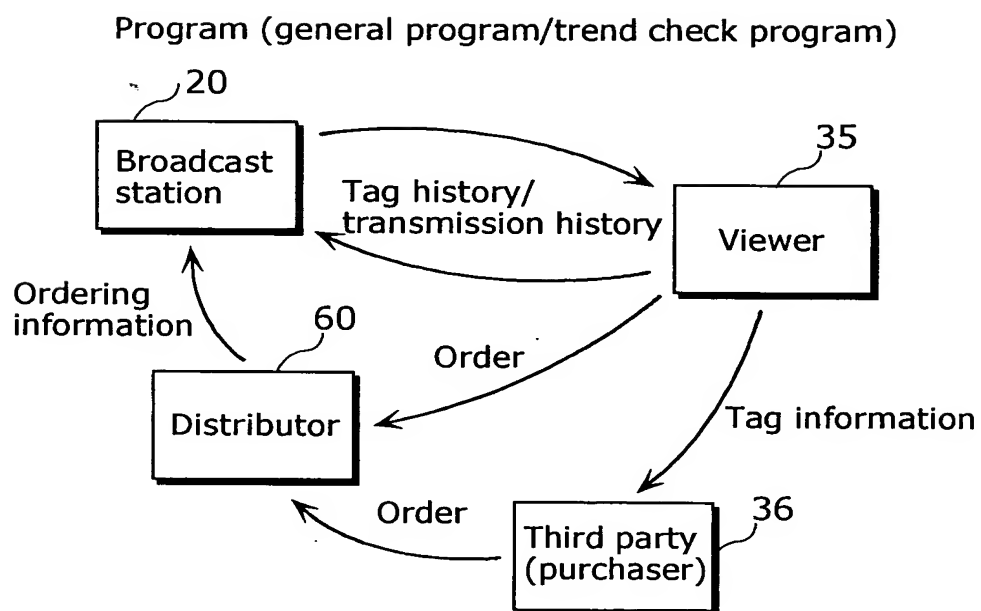 Program (general program/trend check program)
20
Broadcast
station
35
Tag history/
transmission history
Viewer
Ordering
information
60
Order
Distributor
Tag information
Order
36
Third party
(purchaser)